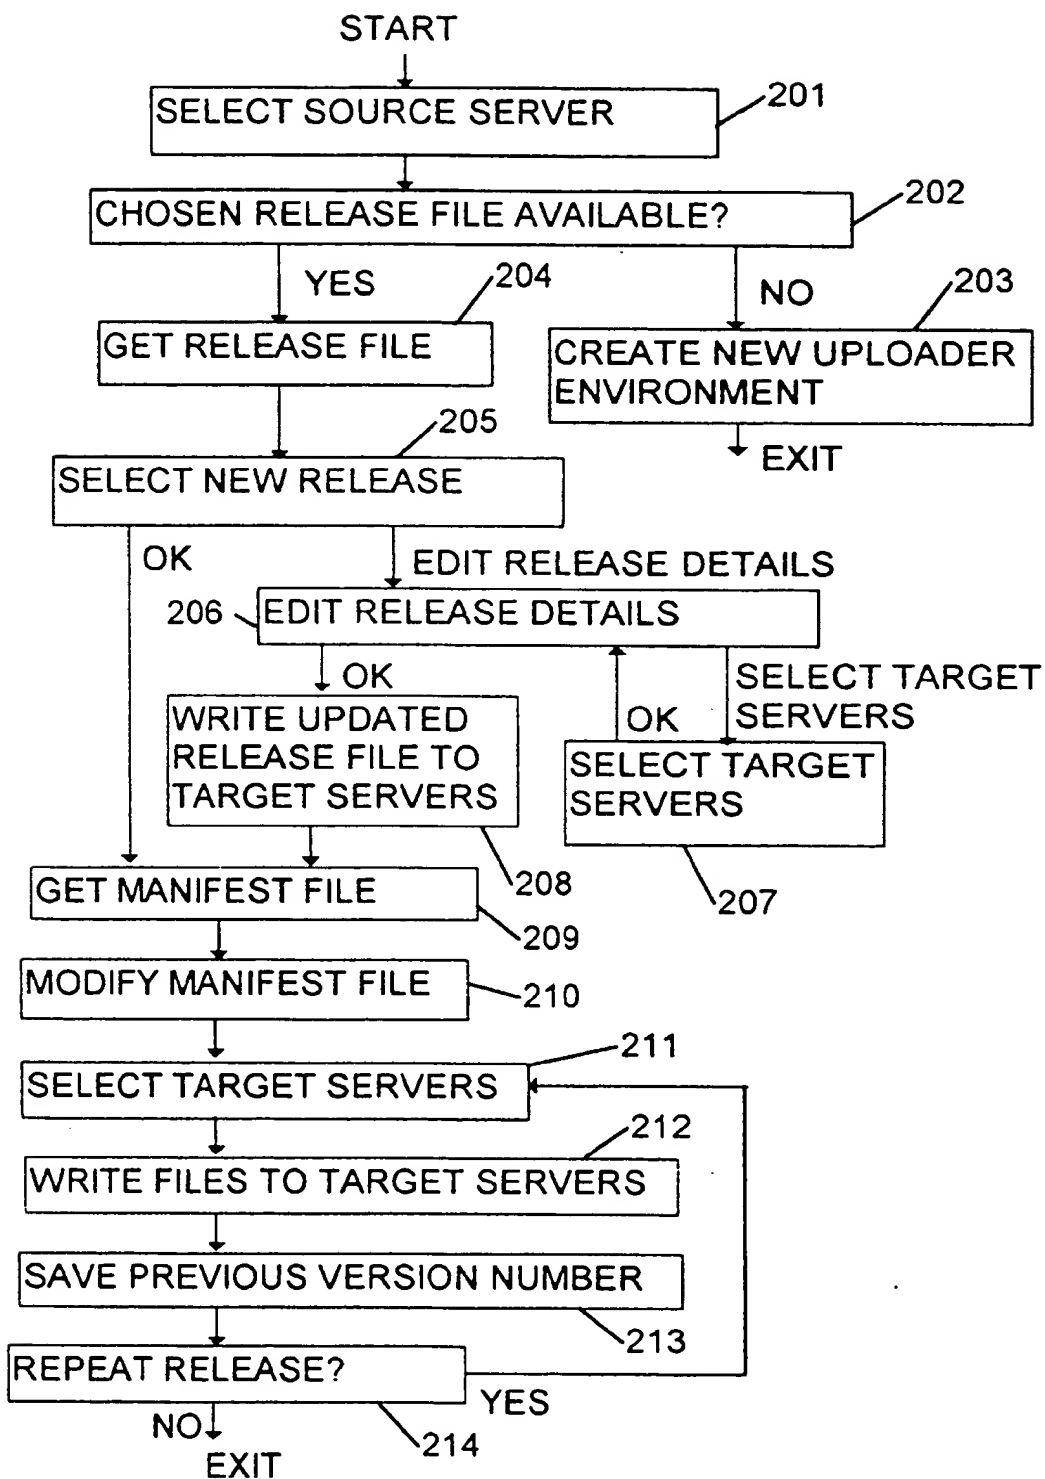 START
SELECT SOURCE SERVER
201
CHOSEN RELEASE FILE AVAILABLE?
202
YES
204
NO
203
GET RELEASE FILE
CREATE NEW UPLOADER
ENVIRONMENT
EXIT
205
SELECT NEW RELEASE
OK
EDIT RELEASE DETAILS
206
EDIT RELEASE DETAILS
OK
SELECT TARGET
SERVERS
OK
WRITE UPDATED
RELEASE FILE TO
TARGET SERVERS
SELECT TARGET
SERVERS
208
207
GET MANIFEST FILE
209
MODIFY MANIFEST FILE
210
211
SELECT TARGET SERVERS
212
WRITE FILES TO TARGET SERVERS
SAVE PREVIOUS VERSION NUMBER
213
REPEAT RELEASE?
YES
NO
214
EXIT